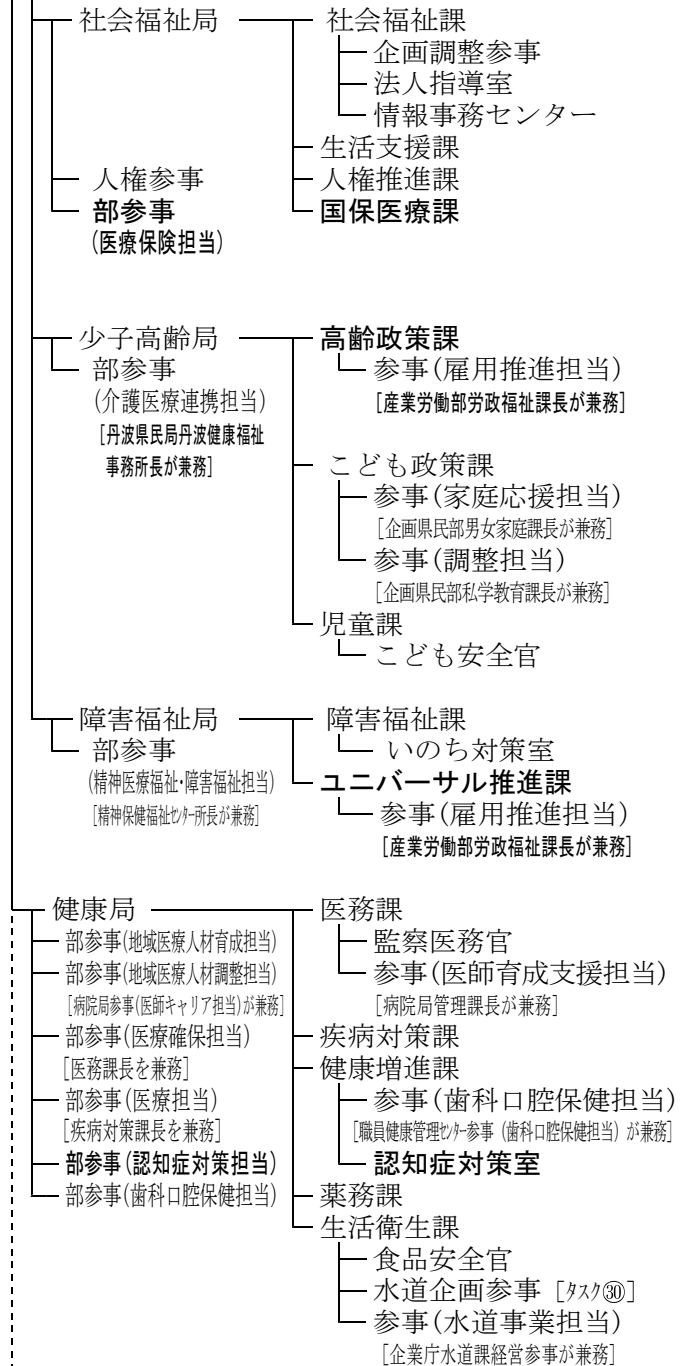 社会福祉局 社会福祉課
企画調整参事
法人指導室
情報事務センター
生活支援課
人権参事 人権推進課
部参事 国保医療課
(医療保険担当)
少子高齢局 高齢政策課
部参事 参事(雇用推進担当)
(介護医療連携担当) [産業労働部労政福祉課長が兼務]
[丹波県民局丹波健康福祉
事務所長が兼務] こども政策課
参事(家庭応援担当)
[企画県民部男女家庭課長が兼務]
参事(調整担当)
[企画県民部私学教育課長が兼務]
児童課
こども安全官
障害福祉局 障害福祉課
部参事 いのち対策室
(精神医療福祉・障害福祉担当) ユニバーサル推進課
[精神保健福祉センター所長が兼務] 参事(雇用推進担当)
[産業労働部労政福祉課長が兼務]
健康局 医務課
部参事(地域医療人材育成担当) 監察医務官
部参事(地域医療人材調整担当) 参事(医師育成支援担当)
[病院局参事(医師キャリア担当)が兼務] [病院局管理課長が兼務]
部参事(医療確保担当) 疾病対策課
[医務課長を兼務] 健康増進課
部参事(医療担当) 参事(歯科口腔保健担当)
[疾病対策課長を兼務] [職員健康管理センター参事(歯科口腔保健担当)が兼務]
部参事(認知症対策担当) 認知症対策室
部参事(歯科口腔保健担当) 薬務課
生活衛生課
食品安全官
水道企画参事 [タスク㉚]
参事(水道事業担当)
[企業庁水道課経営参事が兼務]